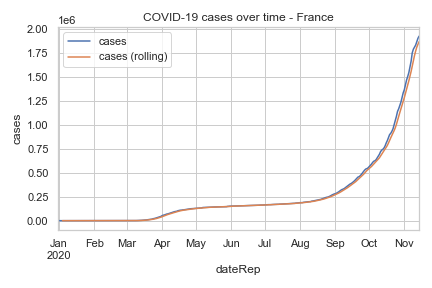 COVID-19 cases over time - France
1e6
cases
cases (rolling)
2.00
1.75
1.50
1.25
1.00
0.75
0.50
0.25
0.00
cases
Jan Feb Mar Apr May Jun Jul Aug Sep Oct Nov
2020
dateRep